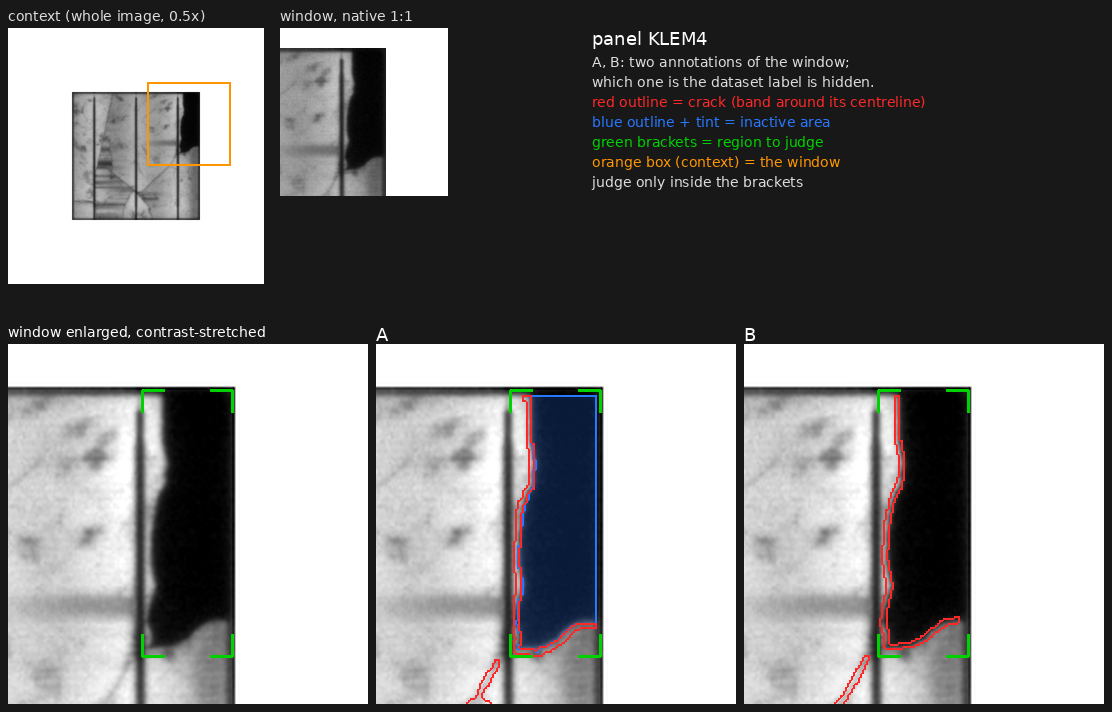 context (whole image, 0.5x)
window, native 1:1
panel KLEM4
A, B: two annotations of the window;
which one is the dataset label is hidden.
red outline = crack (band around its centreline)
blue outline + tint = inactive area
green brackets = region to judge
orange box (context) = the window
judge only inside the brackets
window enlarged, contrast-stretched
A
B